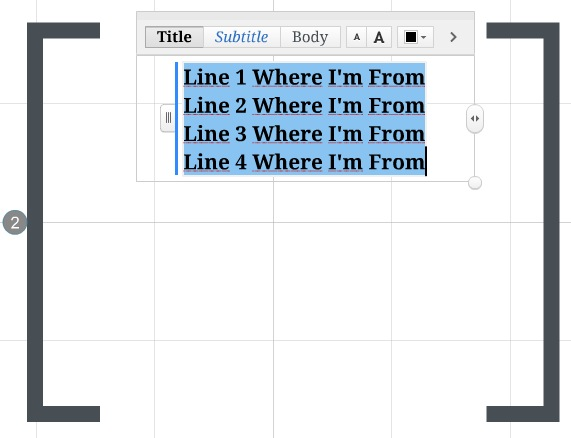 Title Subtitle Body A A
Line 1 Where I'm From
Line 2 Where I'm From
Line 3 Where I'm From
Line 4 Where I'm From
2